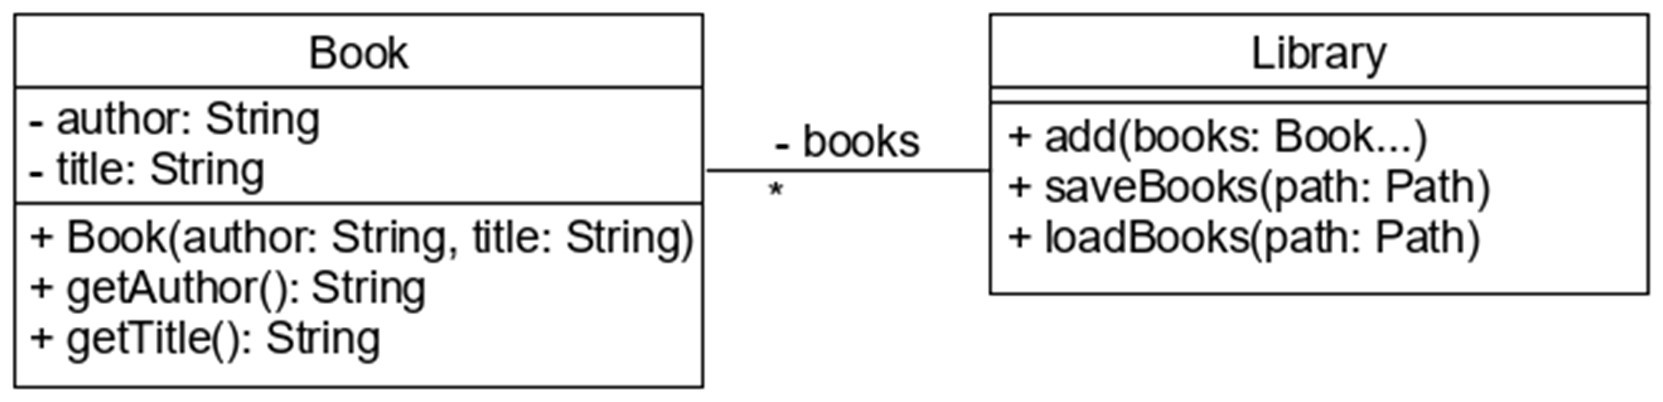 Book
- author: String
- title: String
+ Book(author: String, title: String)
+ getAuthor(): String
+ getTitle(): String
- books
*
Library
+ add(books: Book...)
+ saveBooks(path: Path)
+ loadBooks(path: Path)